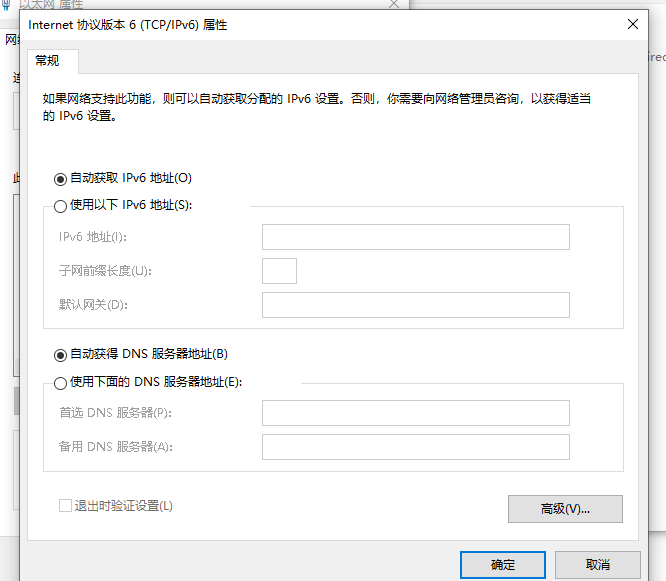 以太网 属性
Internet 协议版本 6 (TCP/IPv6) 属性
常规
如果网络支持此功能，则可以自动获取分配的 IPv6 设置。否则，你需要向网络管理员咨询，以获得适当
的 IPv6 设置。
自动获取 IPv6 地址(O)
使用以下 IPv6 地址(S):
IPv6 地址(I):
子网前缀长度(U):
默认网关(D):
自动获得 DNS 服务器地址(B)
使用下面的 DNS 服务器地址(E):
首选 DNS 服务器(P):
备用 DNS 服务器(A):
退出时验证设置(L)
高级(V)...
确定
取消